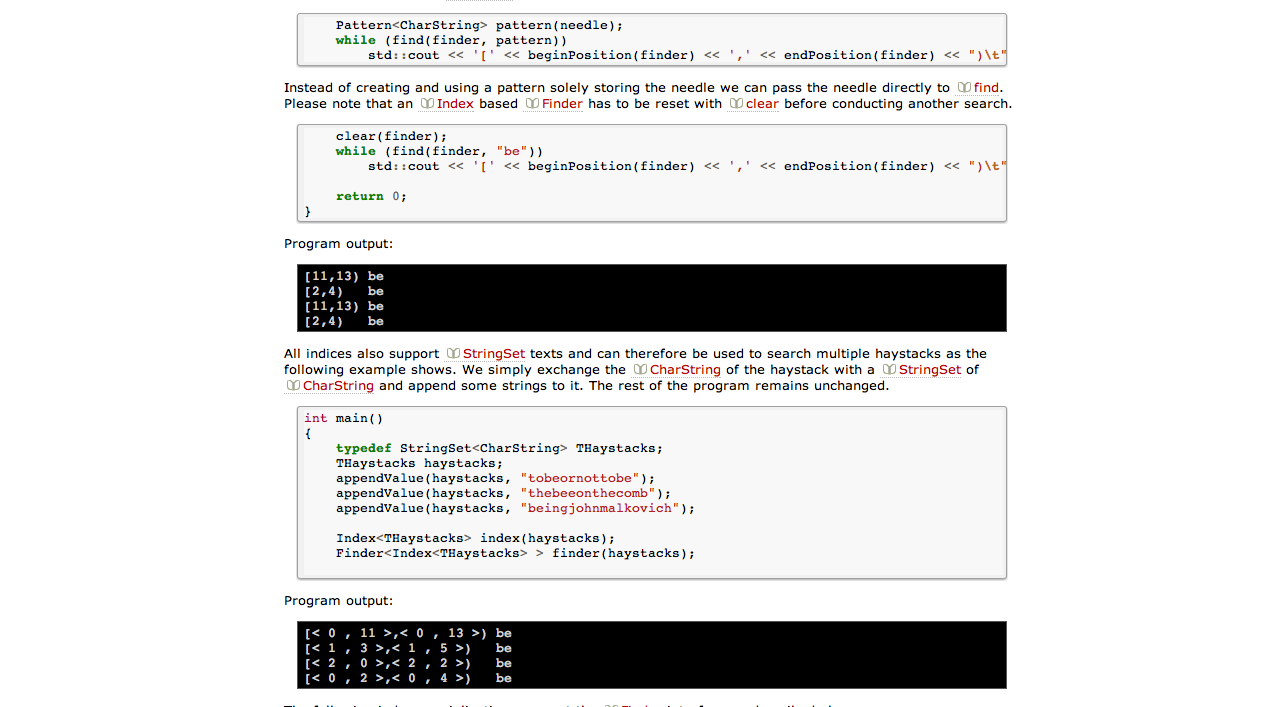 Pattern<CharString> pattern(needle);
while (find(finder, pattern))
std::cout << '[' << beginPosition(finder) << ',' << endPosition(finder) << ")\t"
Instead of creating and using a pattern solely storing the needle we can pass the needle directly to find.
Please note that an Index based Finder has to be reset with clear before conducting another search.
clear(finder);
while (find(finder, "be"))
std::cout << '[' << beginPosition(finder) << ',' << endPosition(finder) << ")\t"
return 0;
}
Program output:
[11,13) be
[2,4) be
[11,13) be
[2,4) be
All indices also support StringSet texts and can therefore be used to search multiple haystacks as the
following example shows. We simply exchange the CharString of the haystack with a StringSet of
CharString and append some strings to it. The rest of the program remains unchanged.
int main()
{
typedef StringSet<CharString> THaystacks;
THaystacks haystacks;
appendValue(haystacks, "tobeornottobe");
appendValue(haystacks, "thebeeonthecomb");
appendValue(haystacks, "beingjohnmalkovich");
Index<THaystacks> index(haystacks);
Finder<Index<THaystacks> > finder(haystacks);
Program output:
[< 0 , 11 >,< 0 , 13 >) be
[< 1 , 3 >,< 1 , 5 >) be
[< 2 , 0 >,< 2 , 2 >) be
[< 0 , 2 >,< 0 , 4 >) be